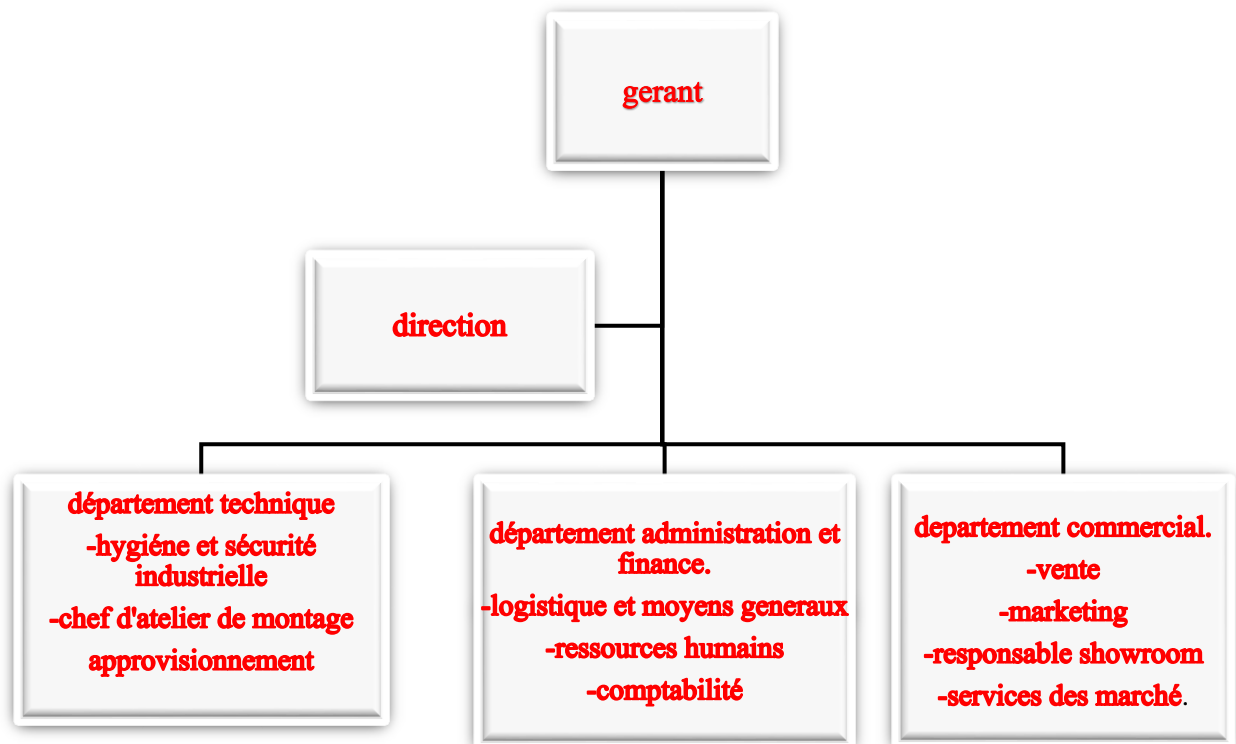 gerant
direction
département technique
-hygiéne et sécurité
industrielle
-chef d'atelier de montage
approvisionnement
département administration et
finance.
-logistique et moyens generaux
-ressources humains
-comptabilité
departement commercial.
-vente
-marketing
-responsable showroom
-services des marché.